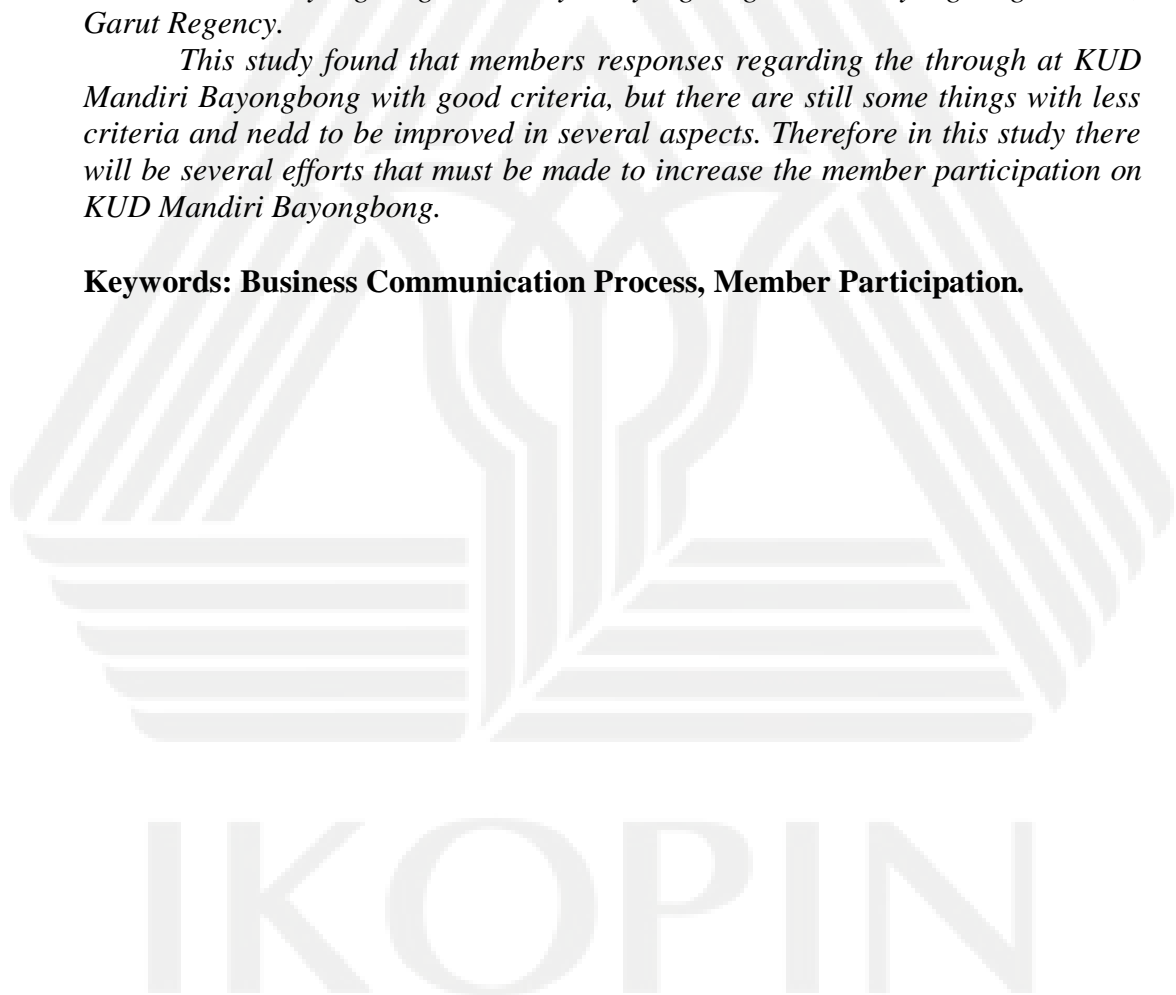 Garut Regency.
This study found that members responses regarding the through at KUD
Mandiri Bayongbong with good criteria, but there are still some things with less
criteria and nedd to be improved in several aspects. Therefore in this study there
will be several efforts that must be made to increase the member participation on
KUD Mandiri Bayongbong.
Keywords: Business Communication Process, Member Participation.
IKOPIN